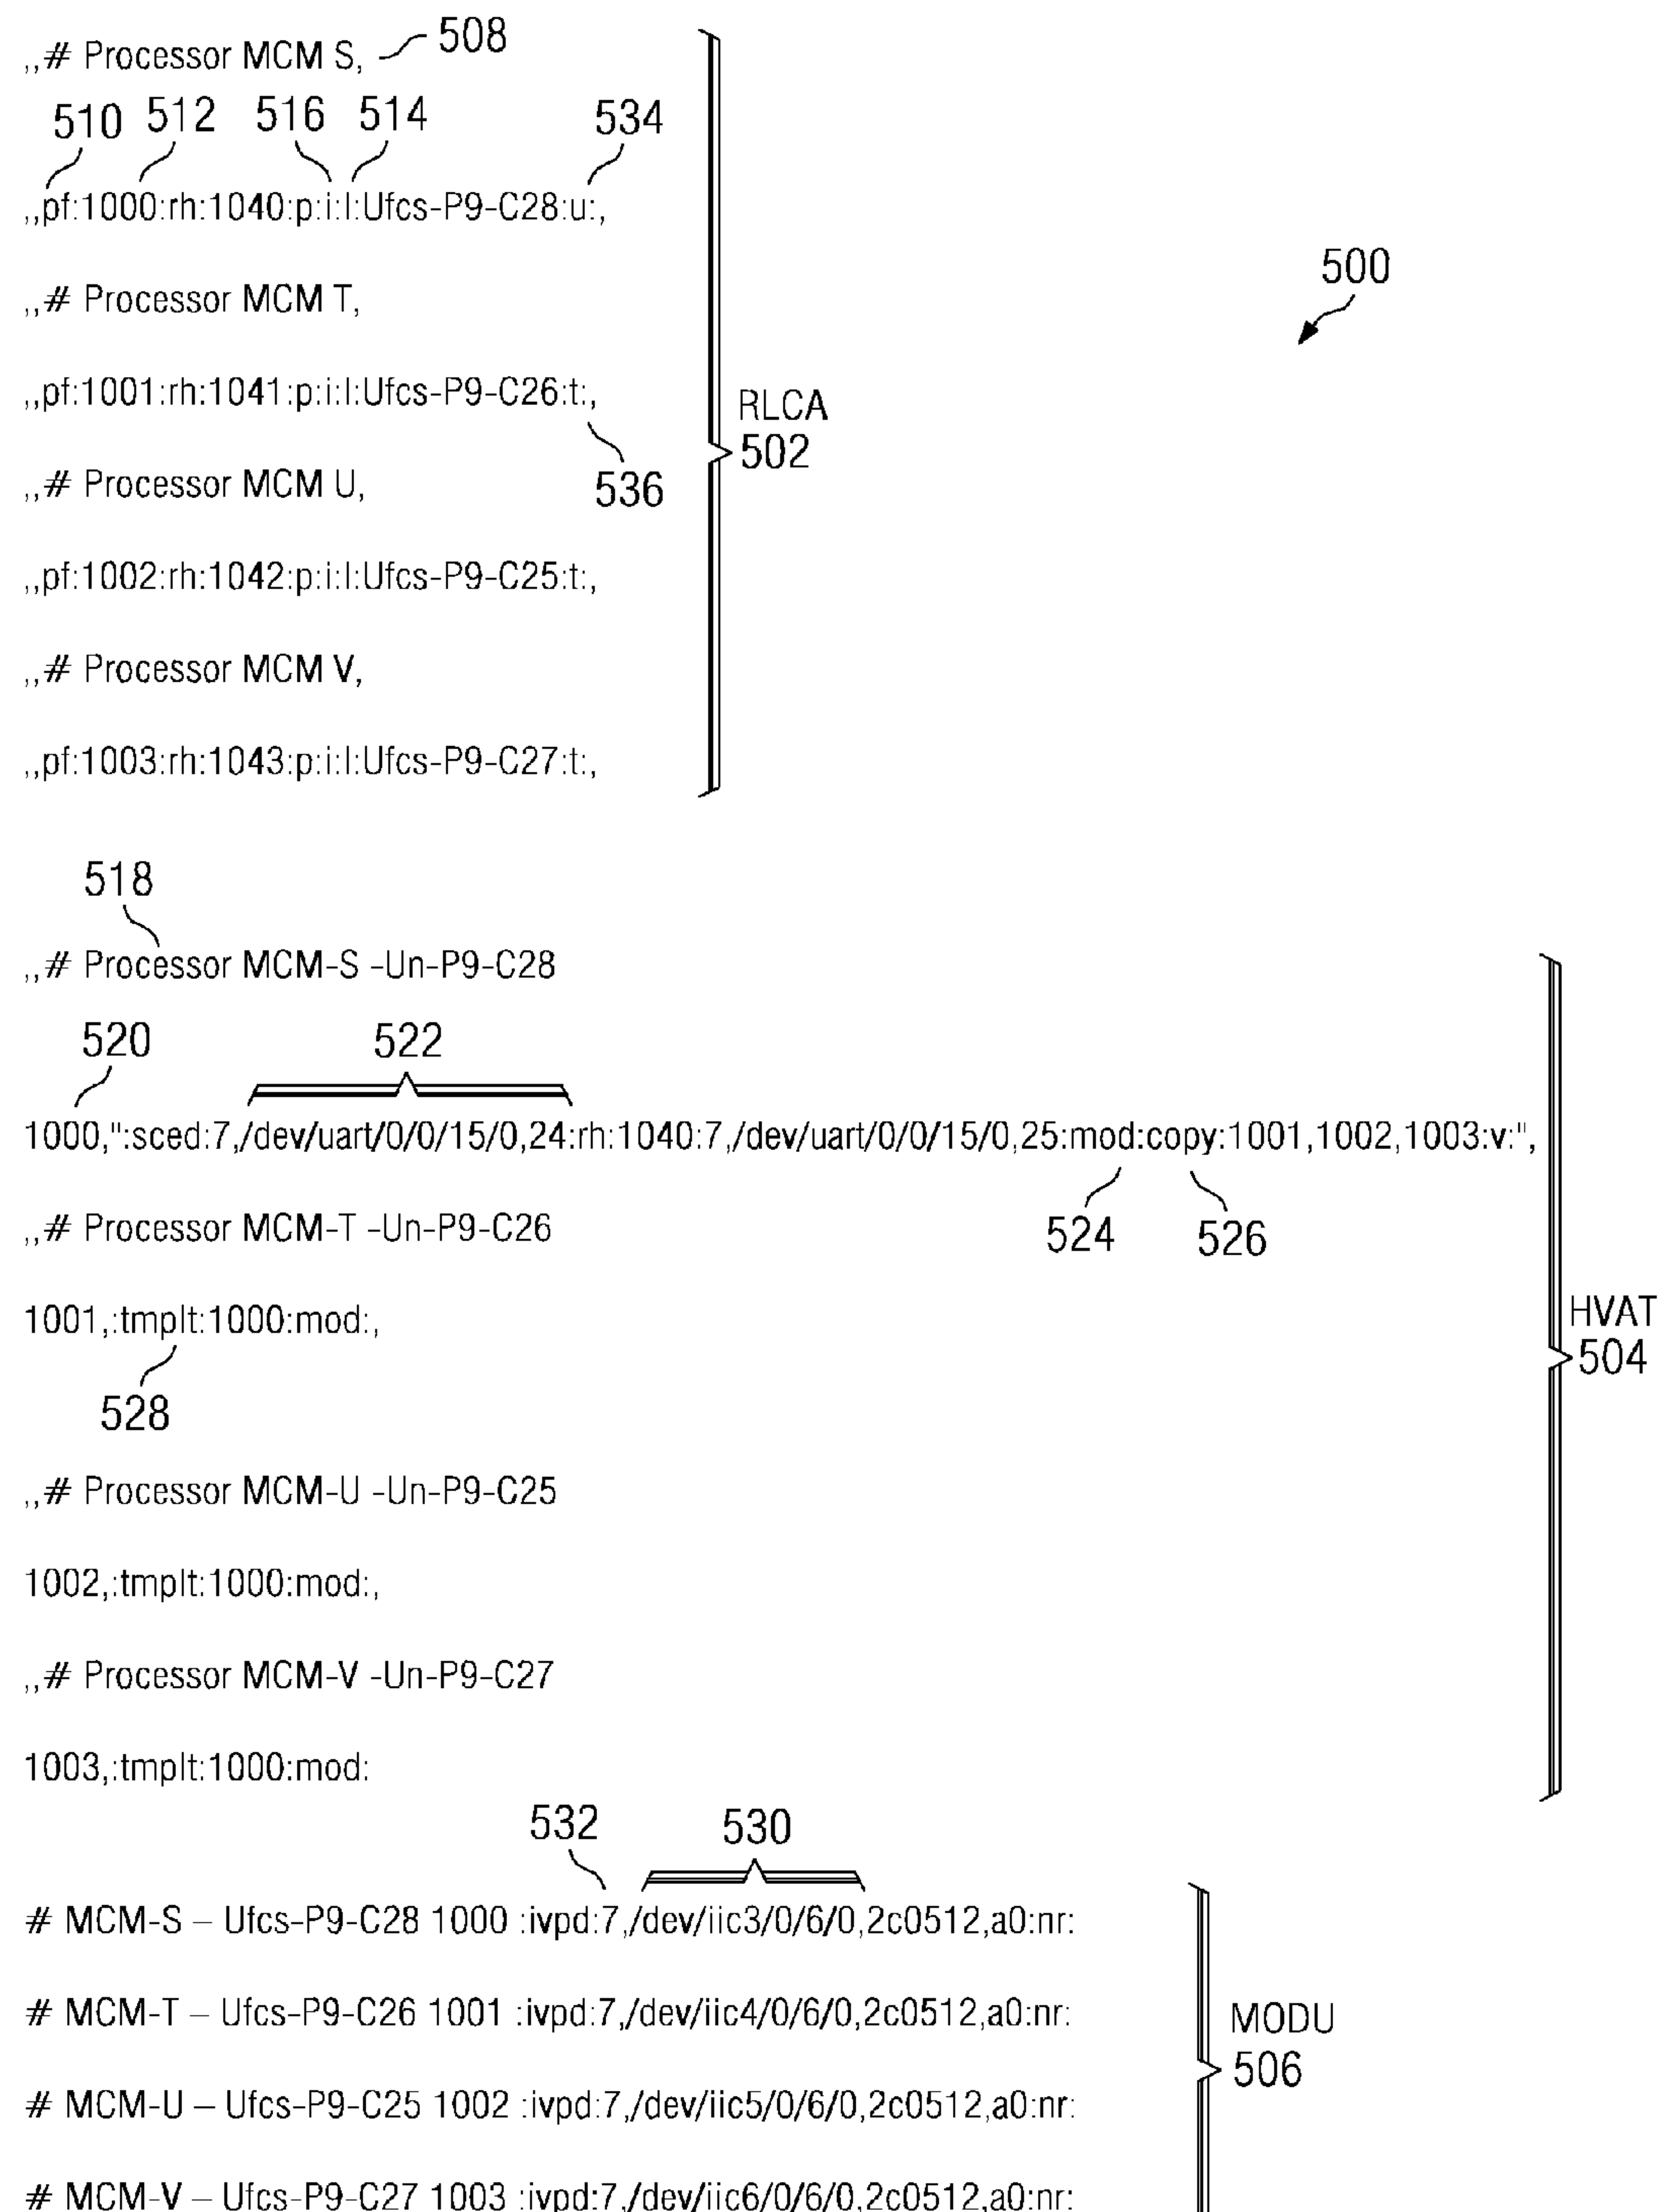 ,,# Processor MCM S, 508
510 512 516 514 534
,,pf:1000:rh:1040:p:i:l:Ufcs-P9-C28:u:,
500
,,# Processor MCM T,
,,pf:1001:rh:1041:p:i:l:Ufcs-P9-C26:t:,
RLCA
502
,,# Processor MCM U,
536
,,pf:1002:rh:1042:p:i:l:Ufcs-P9-C25:t:,
,,# Processor MCM V,
,,pf:1003:rh:1043:p:i:l:Ufcs-P9-C27:t:,
518
,,# Processor MCM-S -Un-P9-C28
520 522
1000,":sced:7,/dev/uart/0/0/15/0,24:rh:1040:7,/dev/uart/0/0/15/0,25:mod:copy:1001,1002,1003:v:",
524 526
,,# Processor MCM-T -Un-P9-C26
1001,:tmplt:1000:mod:,
HVAT
504
528
,,# Processor MCM-U -Un-P9-C25
1002,:tmplt:1000:mod:,
,,# Processor MCM-V -Un-P9-C27
1003,:tmplt:1000:mod:
532 530
# MCM-S – Ufcs-P9-C28 1000 :ivpd:7,/dev/iic3/0/6/0,2c0512,a0:nr:
# MCM-T – Ufcs-P9-C26 1001 :ivpd:7,/dev/iic4/0/6/0,2c0512,a0:nr:
MODU
506
# MCM-U – Ufcs-P9-C25 1002 :ivpd:7,/dev/iic5/0/6/0,2c0512,a0:nr:
# MCM-V – Ufcs-P9-C27 1003 :ivpd:7,/dev/iic6/0/6/0,2c0512,a0:nr: